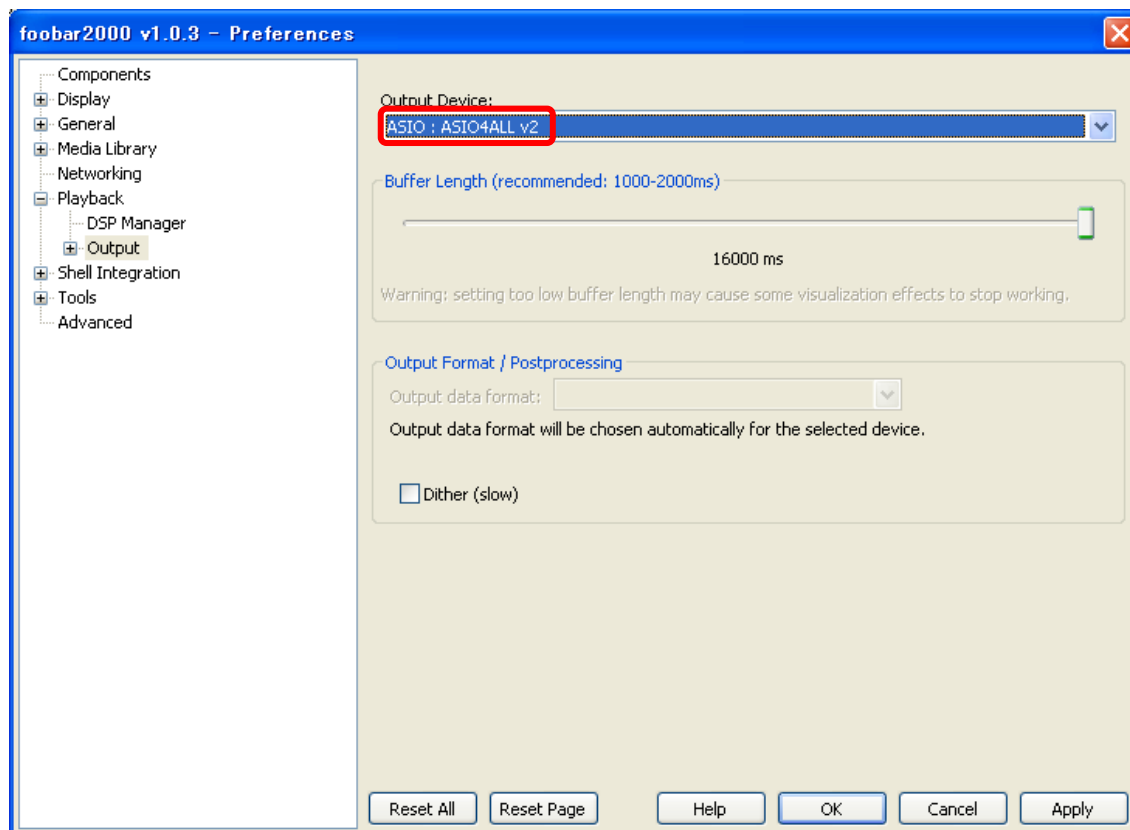 foobar2000 v1.0.3 - Preferences
Components
Display
General
Media Library
Networking
Playback
DSP Manager
Output
Shell Integration
Tools
Advanced
Output Device:
ASIO : ASIO4ALL v2
Buffer Length (recommended: 1000-2000ms)
16000 ms
Warning: setting too low buffer length may cause some visualization effects to stop working.
Output Format / Postprocessing
Output data format:
Output data format will be chosen automatically for the selected device.
Dither (slow)
Reset All Reset Page Help OK Cancel Apply